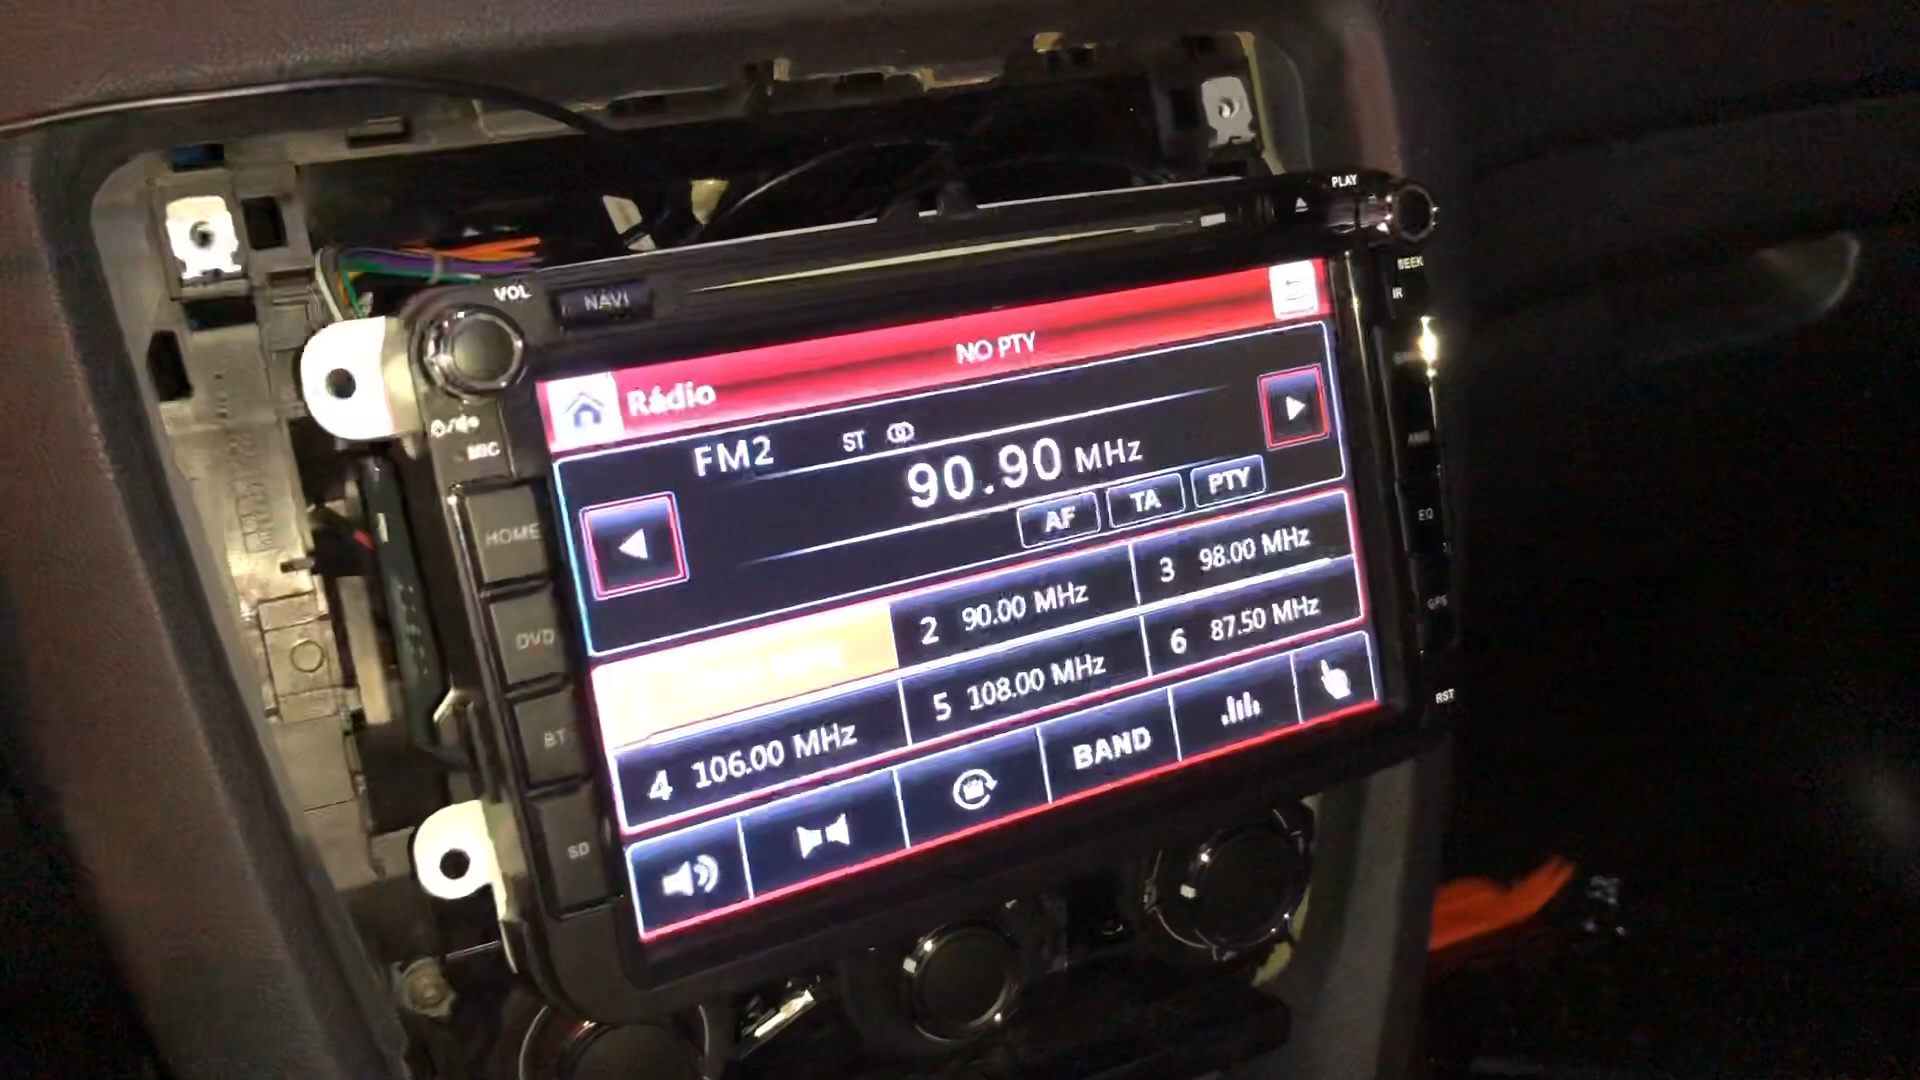 PLAY
VOL
NAVI
SEEK
IR
NO PTY
Rádio
MIC
FM2 ST
90.90 MHz
AF TA PTY
HOME
EQ
2 90.00 MHz
3 98.00 MHz
DVD
GPS
4 106.00 MHz
5 108.00 MHz
6 87.50 MHz
BT
RST
BAND
SD